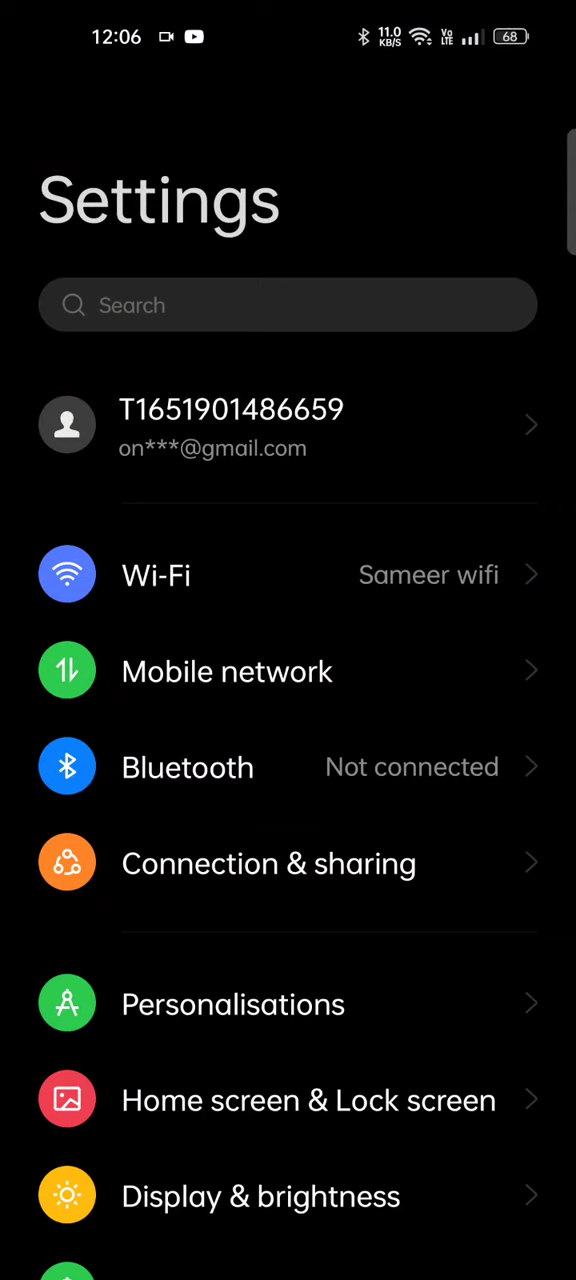 12:06 11.0 KB/S Vo LTE 68
Settings
Search
T1651901486659
on***@gmail.com
Wi-Fi Sameer wifi
Mobile network
Bluetooth Not connected
Connection & sharing
Personalisations
Home screen & Lock screen
Display & brightness